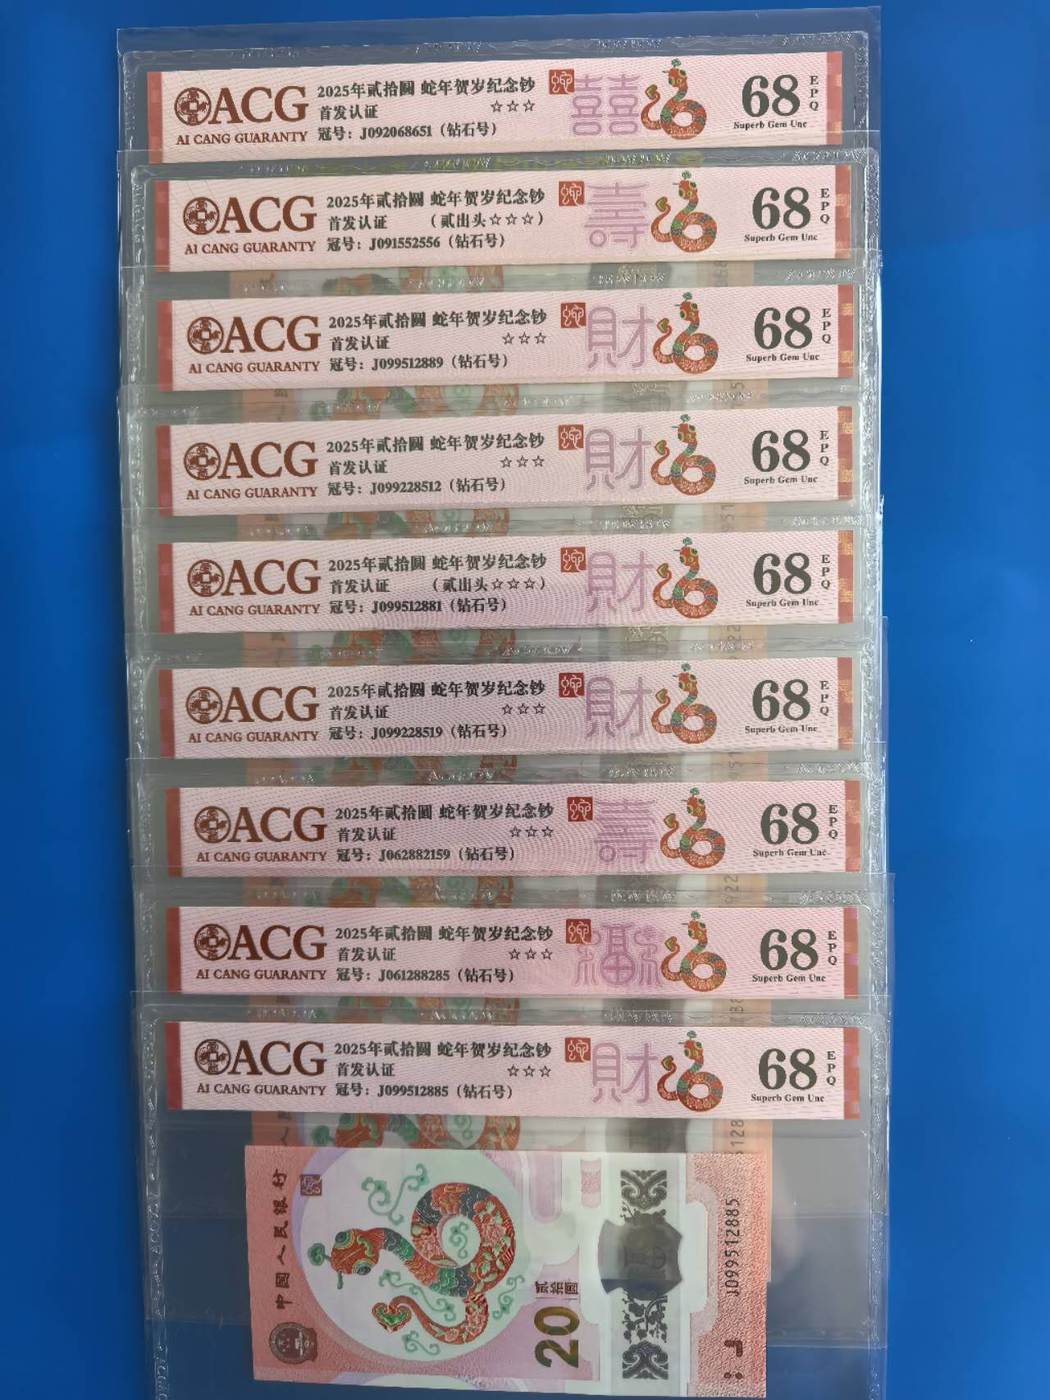 ACG
AI CANG GUARANTY
2025年贰拾圆 蛇年贺岁纪念钞
首发认证 ☆☆☆
冠号：J092068651（钻石号）
囍
68 EPQ
Superb Gem Unc
ACG
AI CANG GUARANTY
2025年贰拾圆 蛇年贺岁纪念钞
首发认证 （贰出头☆☆☆）
冠号：J091552556（钻石号）
壽
68 EPQ
Superb Gem Unc
ACG
AI CANG GUARANTY
2025年贰拾圆 蛇年贺岁纪念钞
首发认证 ☆☆☆
冠号：J099512889（钻石号）
財
68 EPQ
Superb Gem Unc
ACG
AI CANG GUARANTY
2025年贰拾圆 蛇年贺岁纪念钞
首发认证 ☆☆☆
冠号：J099228512（钻石号）
財
68 EPQ
Superb Gem Unc
ACG
AI CANG GUARANTY
2025年贰拾圆 蛇年贺岁纪念钞
首发认证 （贰出头☆☆☆）
冠号：J099512881（钻石号）
財
68 EPQ
Superb Gem Unc
ACG
AI CANG GUARANTY
2025年贰拾圆 蛇年贺岁纪念钞
首发认证 ☆☆☆
冠号：J099228519（钻石号）
財
68 EPQ
Superb Gem Unc
ACG
AI CANG GUARANTY
2025年贰拾圆 蛇年贺岁纪念钞
首发认证 ☆☆☆
冠号：J062882159（钻石号）
壽
68 EPQ
Superb Gem Unc
ACG
AI CANG GUARANTY
2025年贰拾圆 蛇年贺岁纪念钞
首发认证 ☆☆☆
冠号：J061288285（钻石号）
福
68 EPQ
Superb Gem Unc
ACG
AI CANG GUARANTY
2025年贰拾圆 蛇年贺岁纪念钞
首发认证 ☆☆☆
冠号：J099512885（钻石号）
財
68 EPQ
Superb Gem Unc
中国人民银行
20
贰拾圆
J099512885